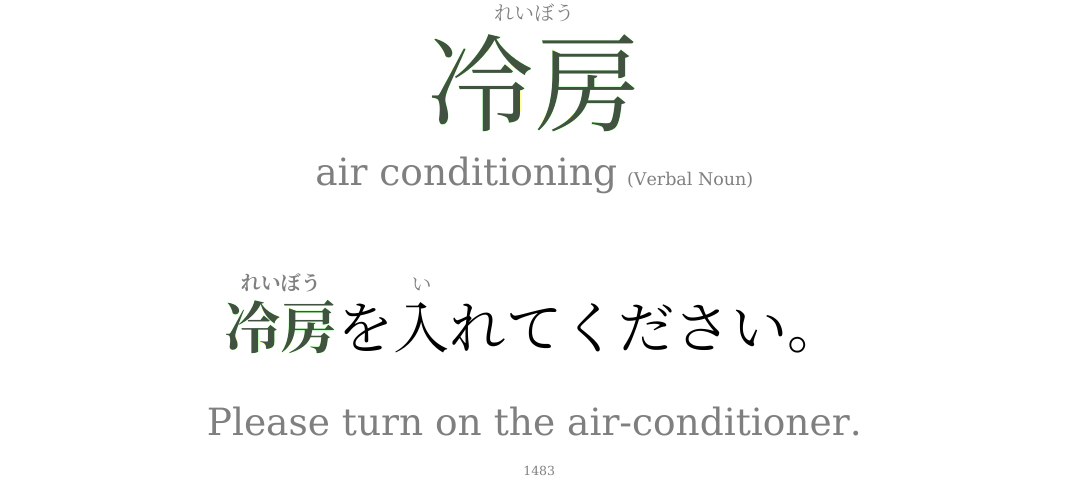 れいぼう
冷房
air conditioning (Verbal Noun)
れいぼう い
冷房を入れてください。
Please turn on the air-conditioner.
1483